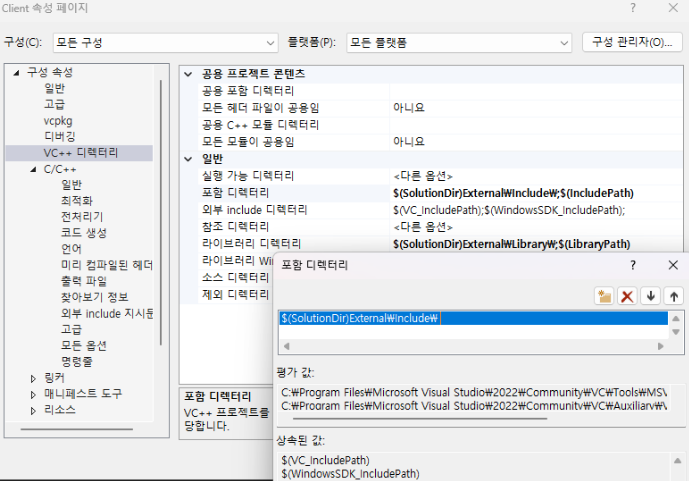 Client 속성 페이지
구성(C): 모든 구성 플랫폼(P): 모든 플랫폼 구성 관리자(O)...
구성 속성
일반
고급
vcpkg
디버깅
VC++ 디렉터리
C/C++
일반
최적화
전처리기
코드 생성
언어
미리 컴파일된 헤더
출력 파일
찾아보기 정보
외부 include 지시문
고급
모든 옵션
명령줄
링커
매니페스트 도구
리소스
공용 프로젝트 콘텐츠
공용 포함 디렉터리
모든 헤더 파일이 공용임 아니요
공용 C++ 모듈 디렉터리
모든 모듈이 공용임 아니요
일반
실행 가능 디렉터리 <다른 옵션>
포함 디렉터리 $(SolutionDir)External₩Include₩;$(IncludePath)
외부 include 디렉터리 $(VC_IncludePath);$(WindowsSDK_IncludePath);
참조 디렉터리 <다른 옵션>
라이브러리 디렉터리 $(SolutionDir)External₩Library₩;$(LibraryPath)
라이브러리 Wi
소스 디렉터리
제외 디렉터리
포함 디렉터리
VC++ 프로젝트를
당합니다.
포함 디렉터리
$(SolutionDir)External₩Include₩
평가 값:
C:₩Program Files₩Microsoft Visual Studio₩2022₩Community₩VC₩Tools₩MSV
C:₩Program Files₩Microsoft Visual Studio₩2022₩Community₩VC₩Auxiliary₩V
상속된 값:
$(VC_IncludePath)
$(WindowsSDK_IncludePath)